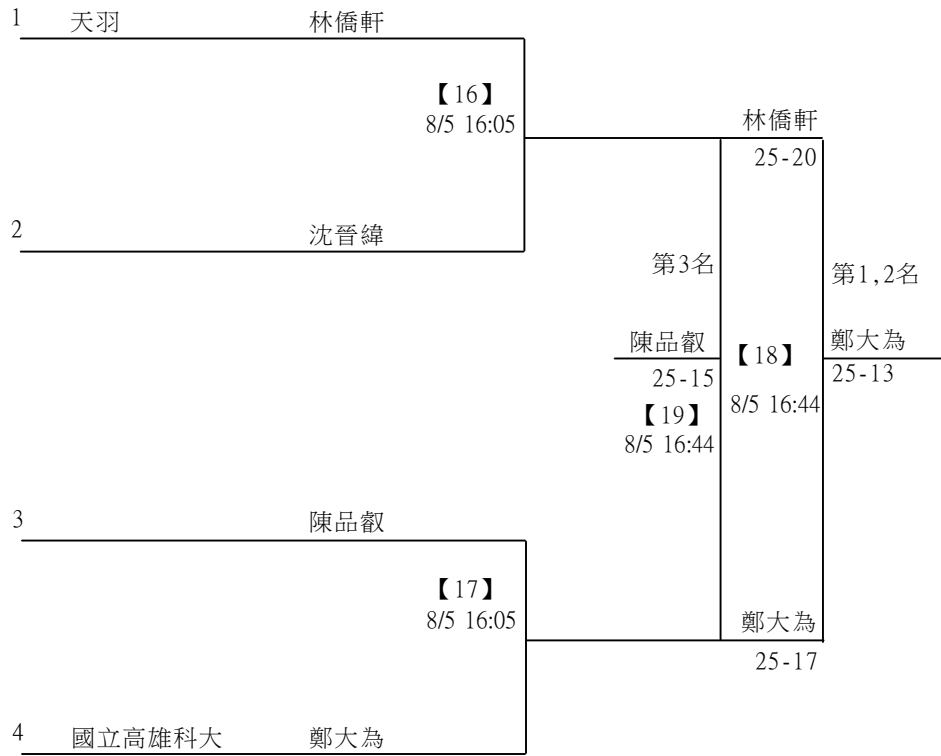 1 天羽 林僑軒
【16】
8/5 16:05
林僑軒
25-20
2 沈晉緯
第3名
第1,2名
陳品叡
25-15
【18】
8/5 16:44
鄭大為
25-13
【19】
8/5 16:44
3 陳品叡
【17】
8/5 16:05
鄭大為
25-17
4 國立高雄科大 鄭大為